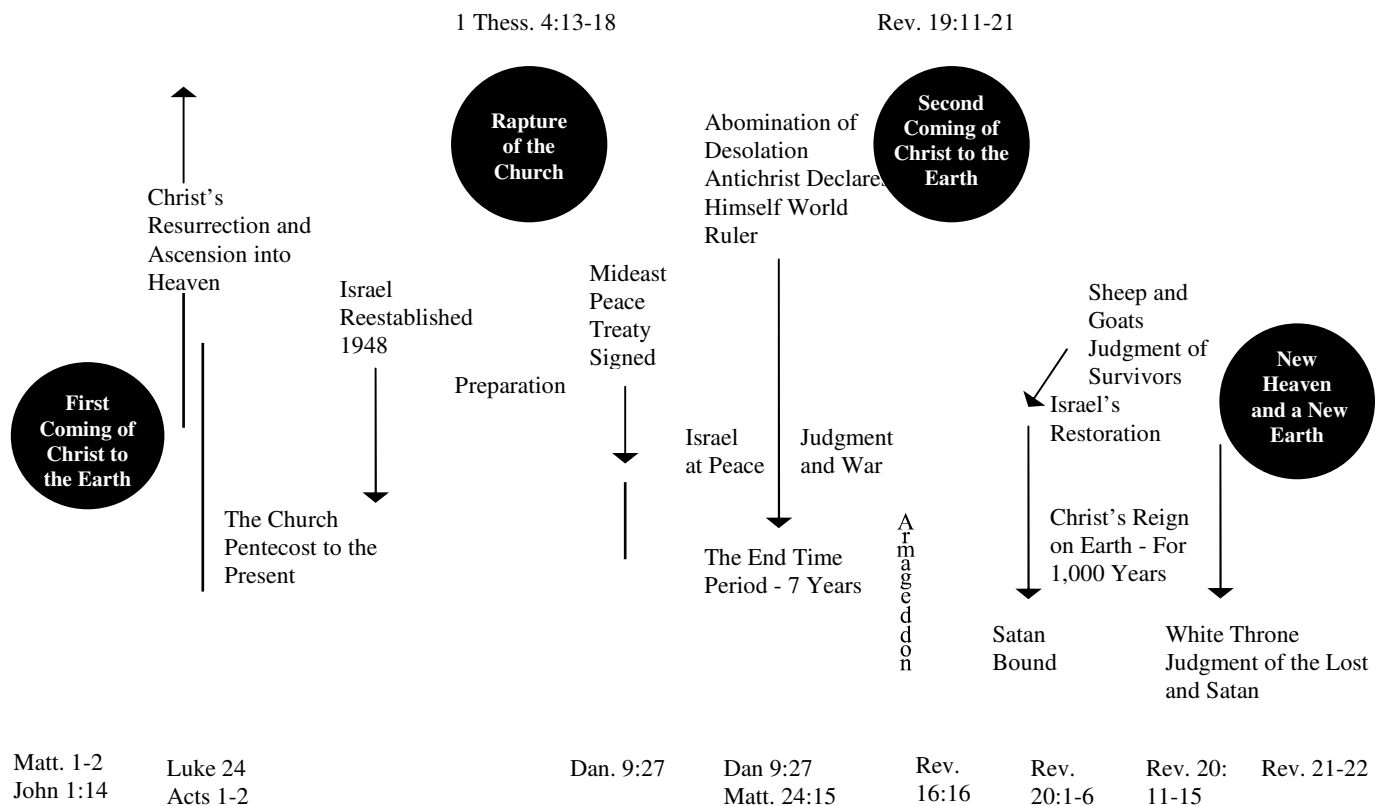 1 Thess. 4:13-18
Rev. 19:11-21
Rapture
of the
Church
Second
Coming of
Christ to the
Earth
Abomination of
Desolation
Antichrist Declares
Himself World
Ruler
Christ's
Resurrection and
Ascension into
Heaven
Israel
Reestablished
1948
Mideast
Peace
Treaty
Signed
Sheep and
Goats
Judgment of
Survivors
Israel's
Restoration
New
Heaven
and a New
Earth
First
Coming of
Christ to
the Earth
Preparation
Israel
at Peace
Judgment
and War
The Church
Pentecost to the
Present
The End Time
Period - 7 Years
Armageddon
Christ's Reign
on Earth - For
1,000 Years
Satan
Bound
White Throne
Judgment of the Lost
and Satan
Matt. 1-2
John 1:14
Luke 24
Acts 1-2
Dan. 9:27
Dan 9:27
Matt. 24:15
Rev.
16:16
Rev.
20:1-6
Rev. 20:
11-15
Rev. 21-22